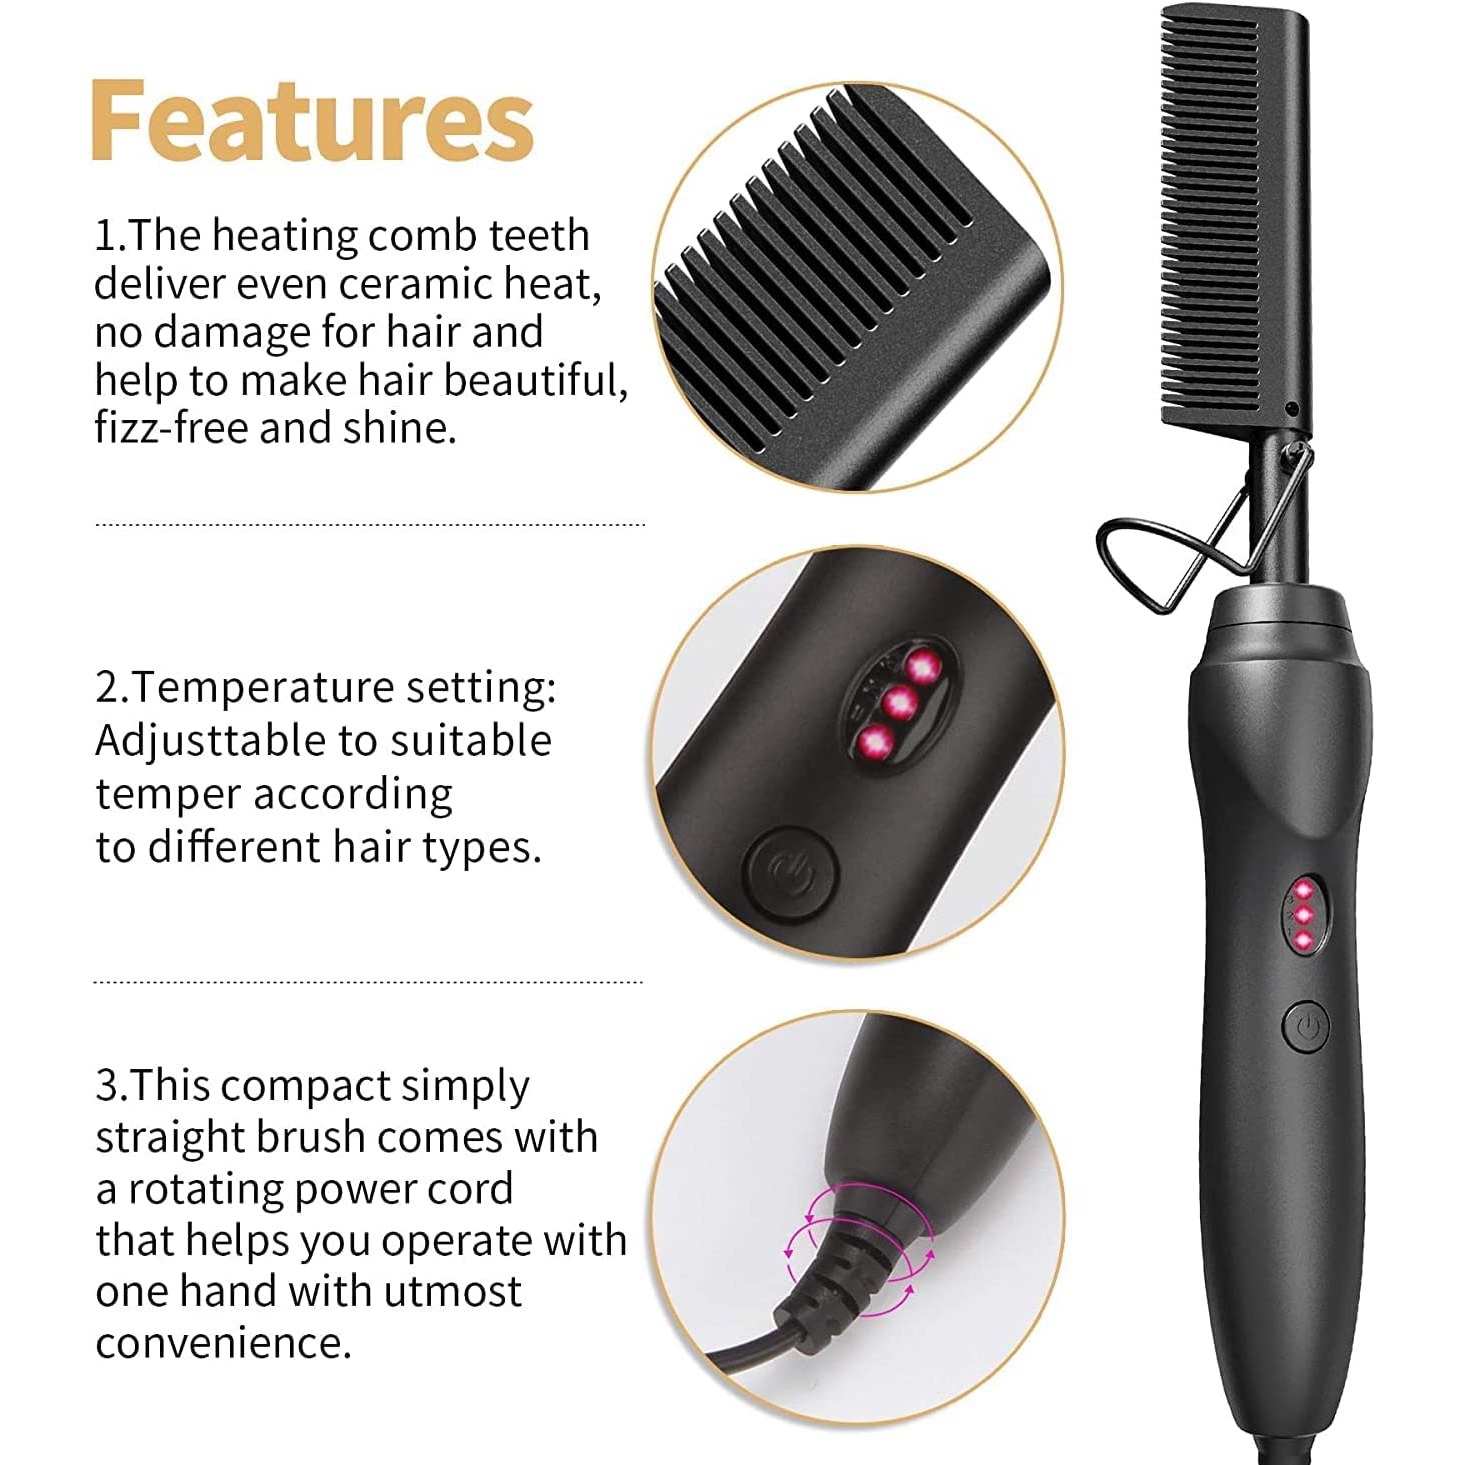 Features
1.The heating comb teeth
deliver even ceramic heat,
no damage for hair and
help to make hair beautiful,
fizz-free and shine.
2.Temperature setting:
Adjusttable to suitable
temper according
to different hair types.
3.This compact simply
straight brush comes with
a rotating power cord
that helps you operate with
one hand with utmost
convenience.
3
2
1